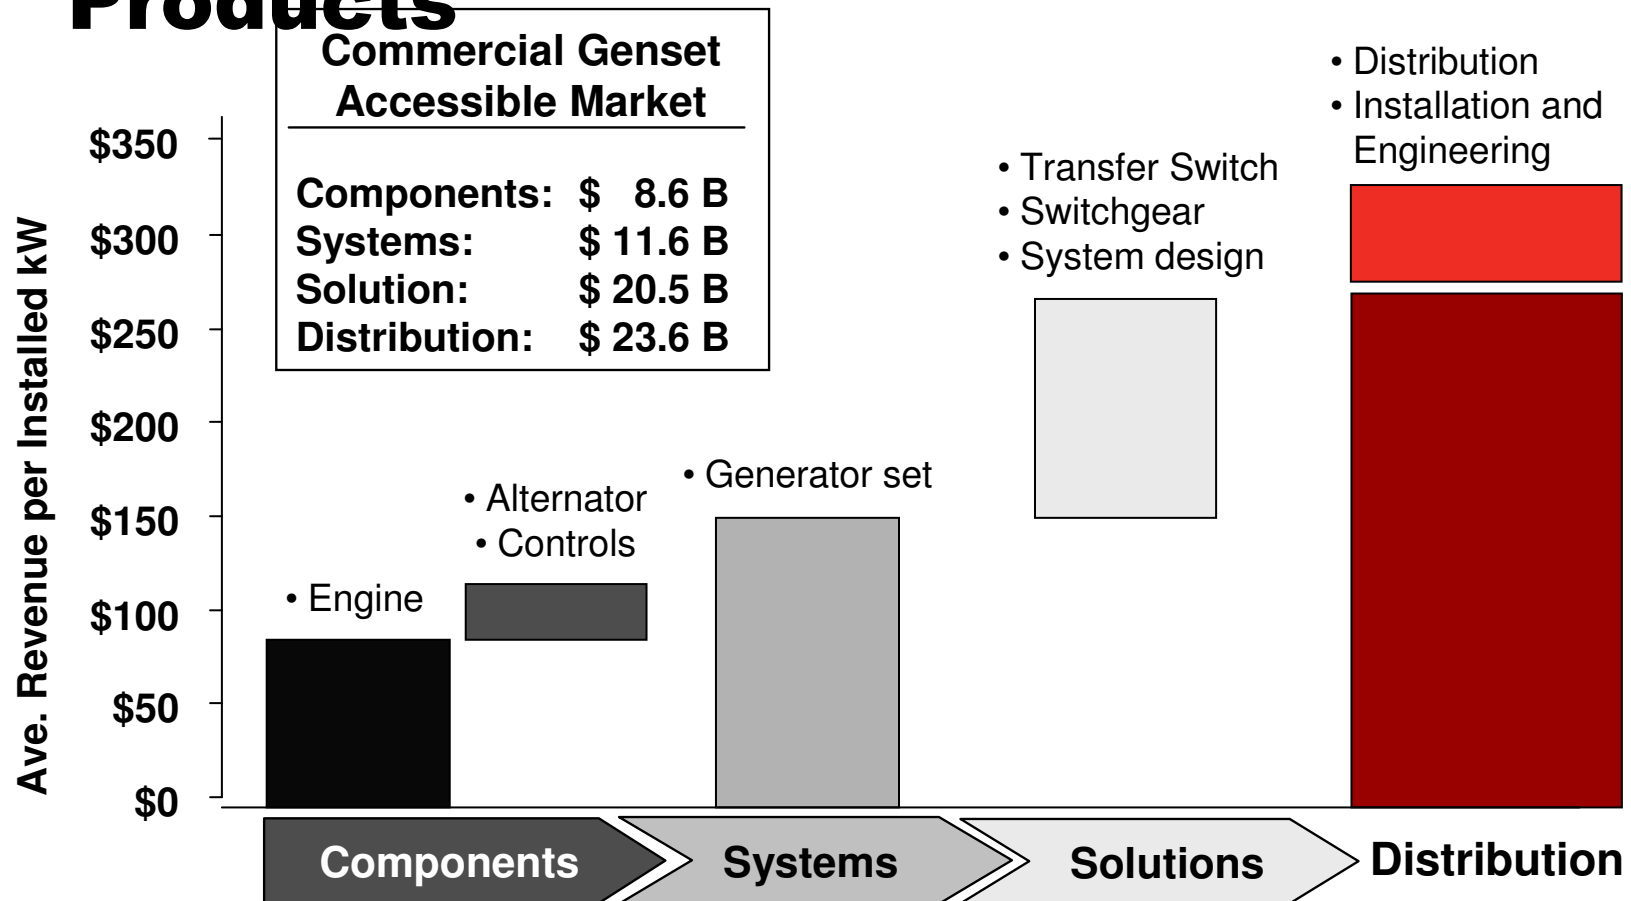 Products
Commercial Genset
Accessible Market
Components: $ 8.6 B
Systems: $ 11.6 B
Solution: $ 20.5 B
Distribution: $ 23.6 B
• Distribution
• Installation and
Engineering
• Transfer Switch
• Switchgear
• System design
• Generator set
• Alternator
• Controls
• Engine
Ave. Revenue per Installed kW
$350
$300
$250
$200
$150
$100
$50
$0
Components
Systems
Solutions
Distribution